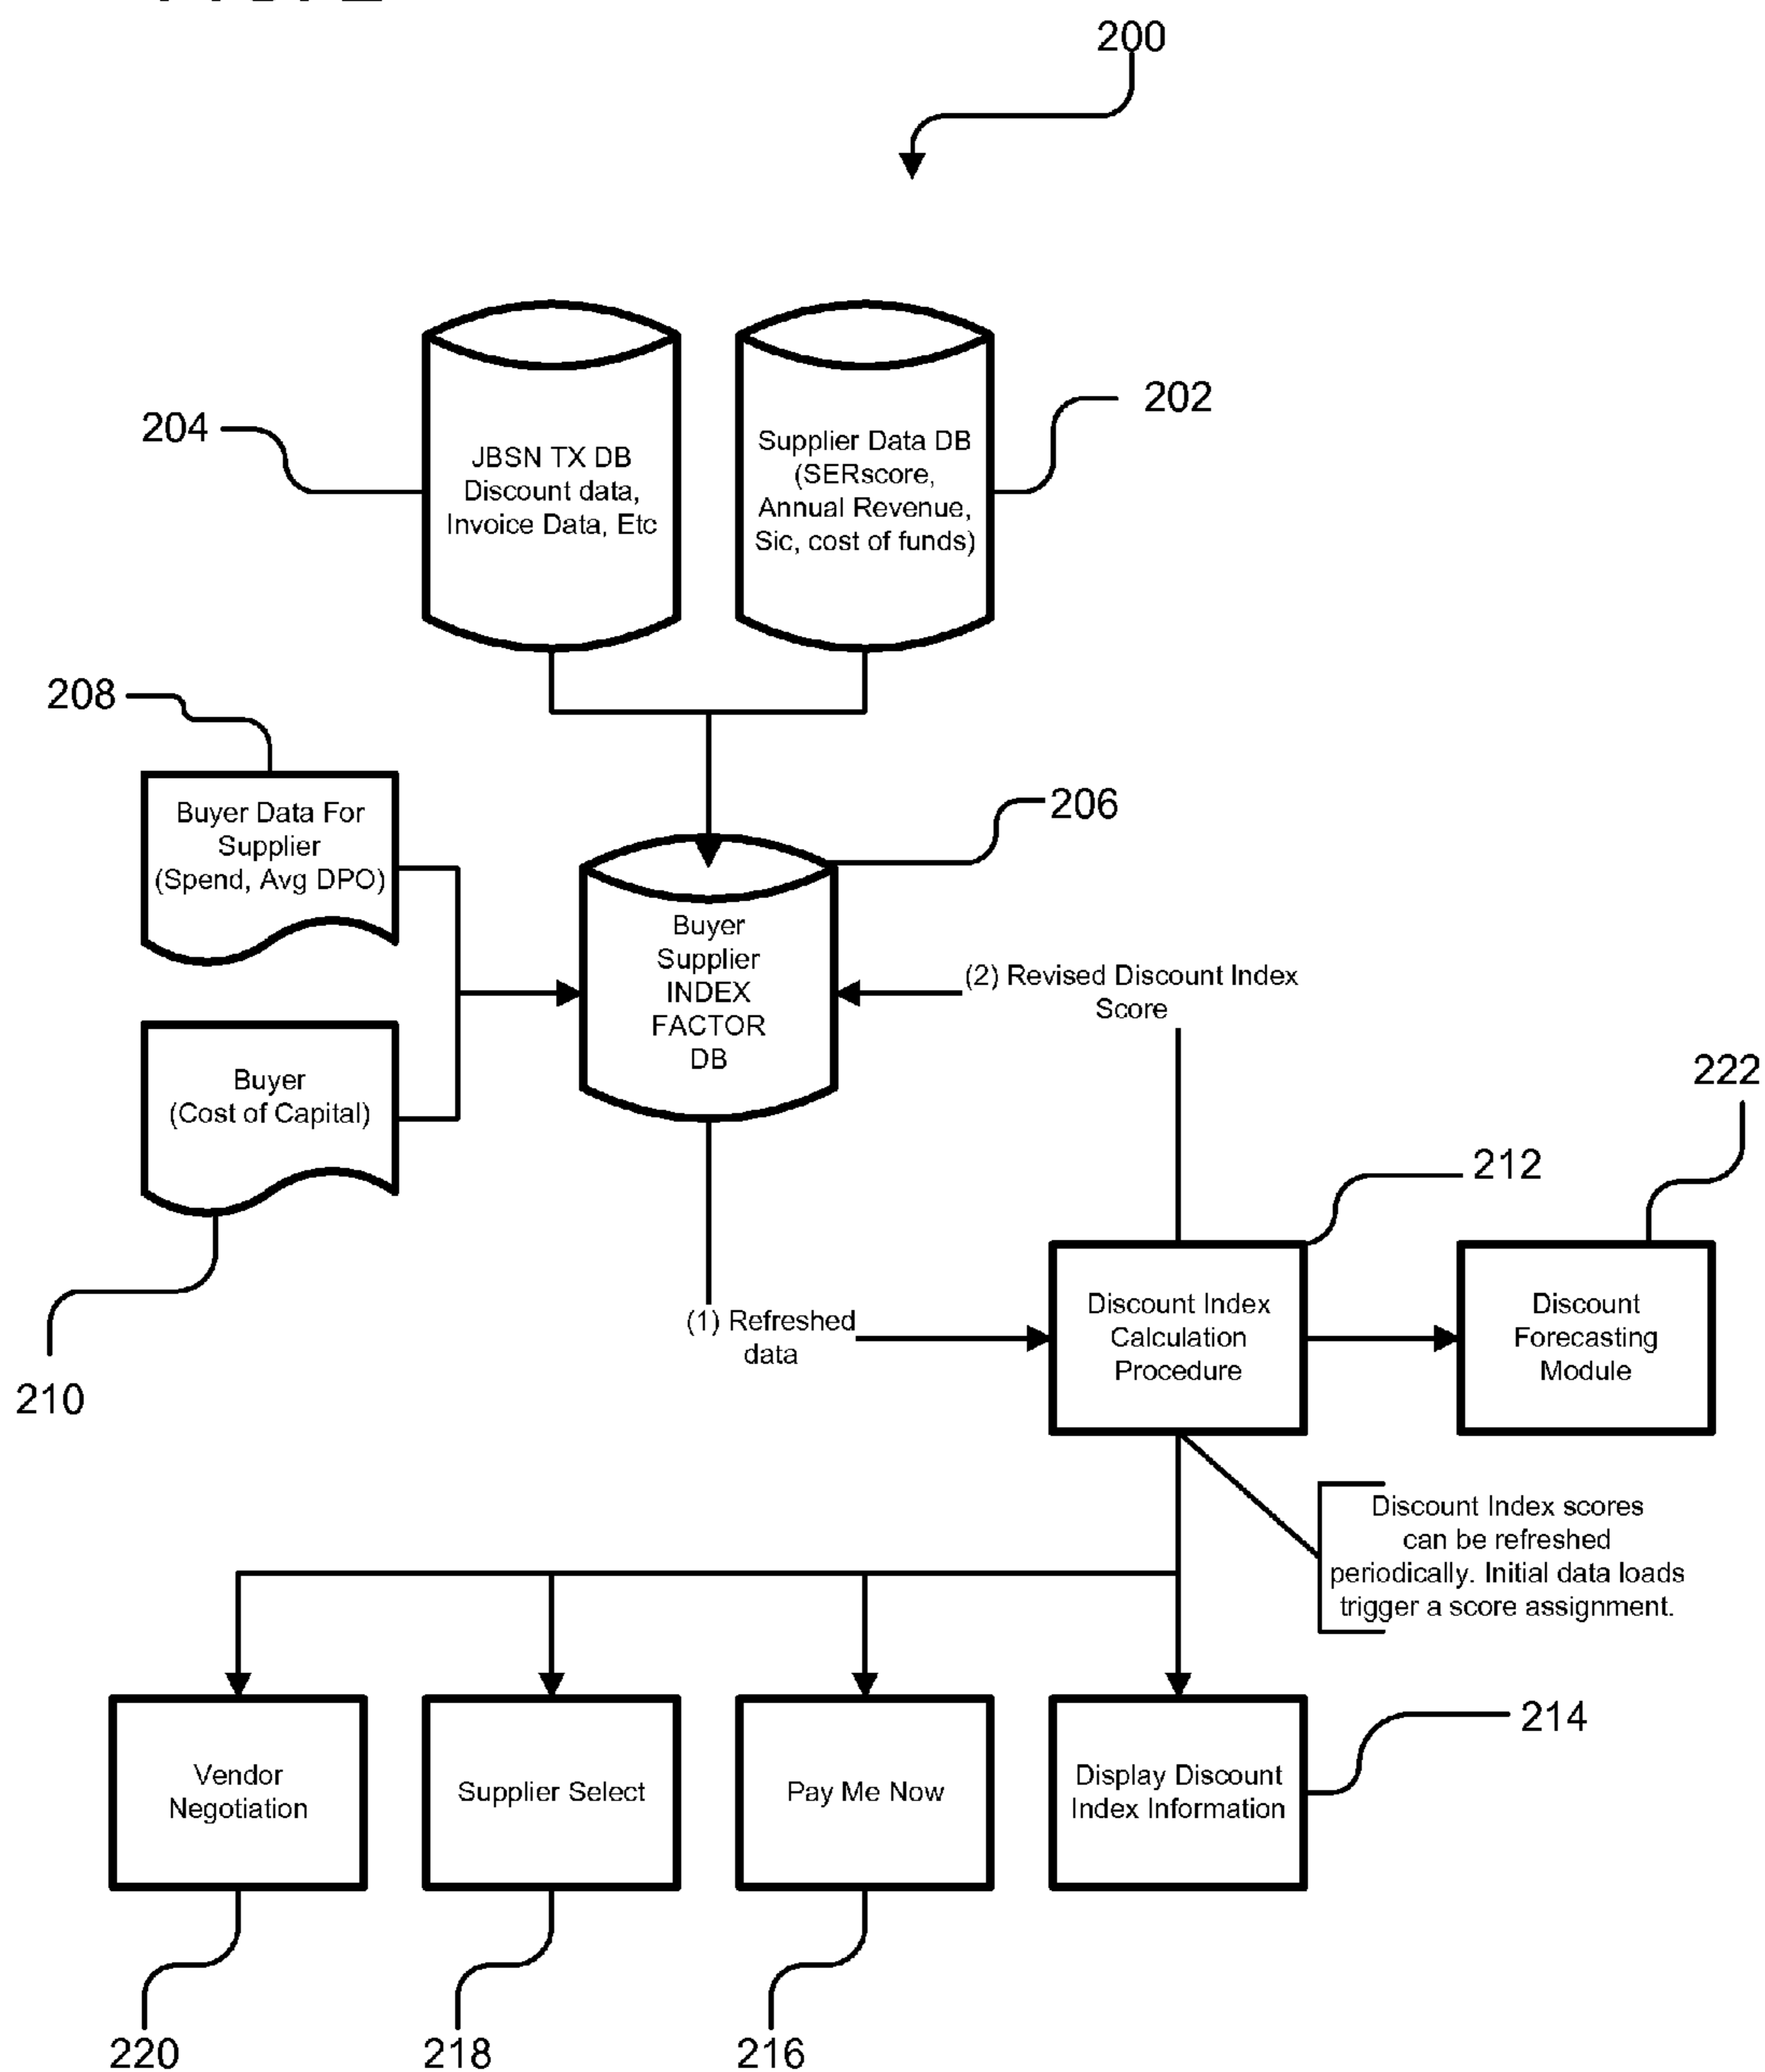 200
204
JBSN TX DB
Discount data,
Invoice Data, Etc
202
Supplier Data DB
(SERscore,
Annual Revenue,
Sic, cost of funds)
208
Buyer Data For
Supplier
(Spend, Avg DPO)
206
Buyer
Supplier
INDEX
FACTOR
DB
(2) Revised Discount Index
Score
Buyer
(Cost of Capital)
210
222
212
(1) Refreshed
data
Discount Index
Calculation
Procedure
Discount
Forecasting
Module
Discount Index scores
can be refreshed
periodically. Initial data loads
trigger a score assignment.
Vendor
Negotiation
Supplier Select
Pay Me Now
Display Discount
Index Information
214
220
218
216